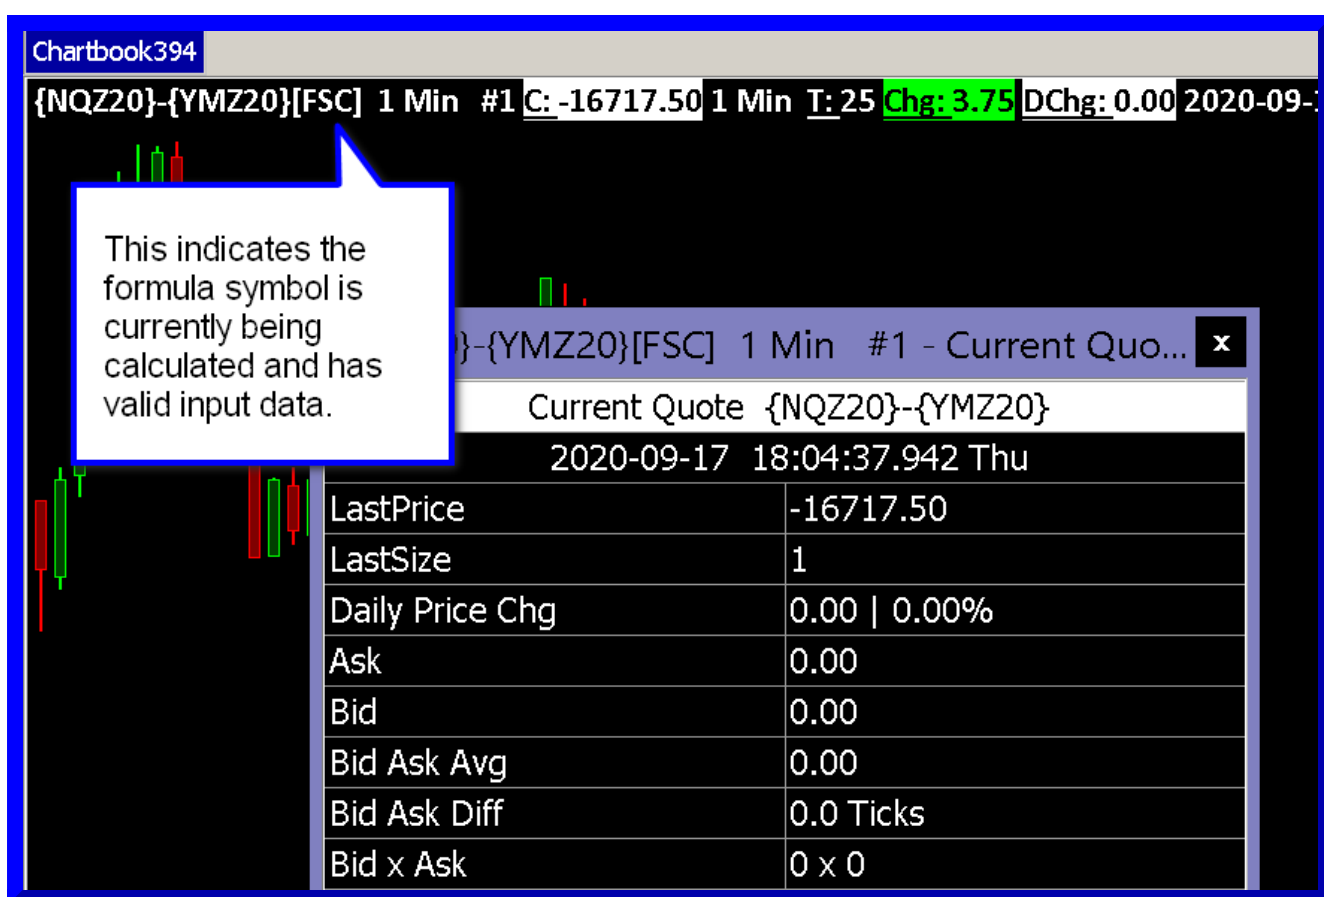 Chartbook394
{NQZ20}-{YMZ20}[FSC] 1 Min #1 C: -16717.50 1 Min T: 25 Chg: 3.75 DChg: 0.00 2020-09-
This indicates the
formula symbol is
currently being
calculated and has
valid input data.
}-{YMZ20}[FSC] 1 Min #1 - Current Quo... x
Current Quote {NQZ20}-{YMZ20}
2020-09-17 18:04:37.942 Thu
LastPrice -16717.50
LastSize 1
Daily Price Chg 0.00 | 0.00%
Ask 0.00
Bid 0.00
Bid Ask Avg 0.00
Bid Ask Diff 0.0 Ticks
Bid x Ask 0 x 0